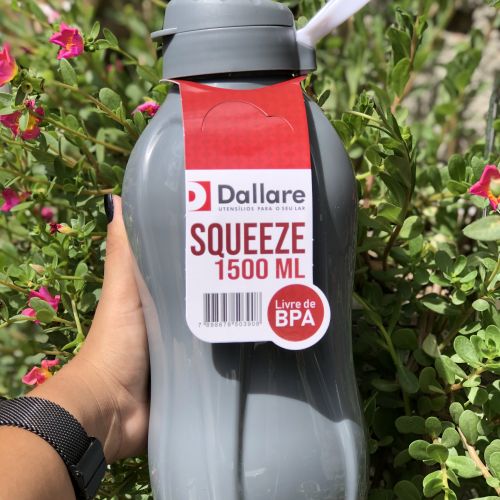 Dallare
UTENSÍLIOS PARA O SEU LAR
SQUEEZE
1500 ML
Livre de
BPA